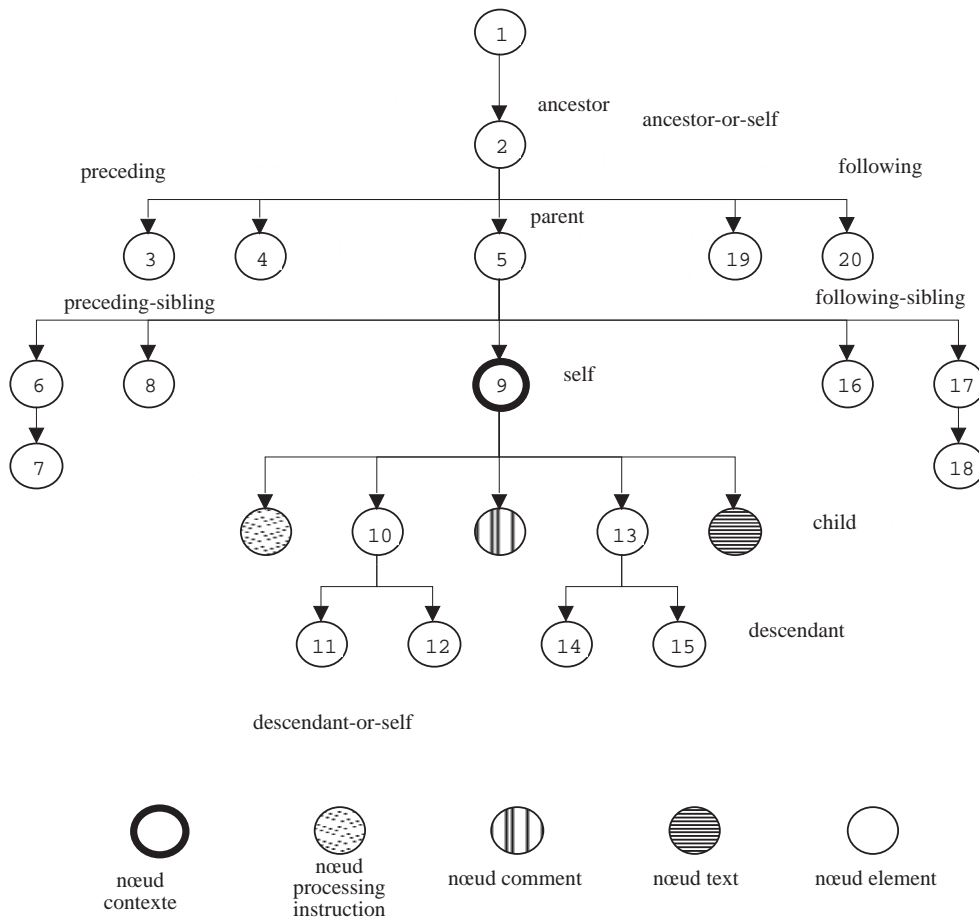 1
ancestor
ancestor-or-self
2
preceding
following
parent
3 4 5 19 20
preceding-sibling
following-sibling
6 8 9 self 16 17
7 18
10 13 child
11 12 14 15 descendant
descendant-or-self
nœud
contexte
nœud
processing
instruction
nœud comment
nœud text
nœud element